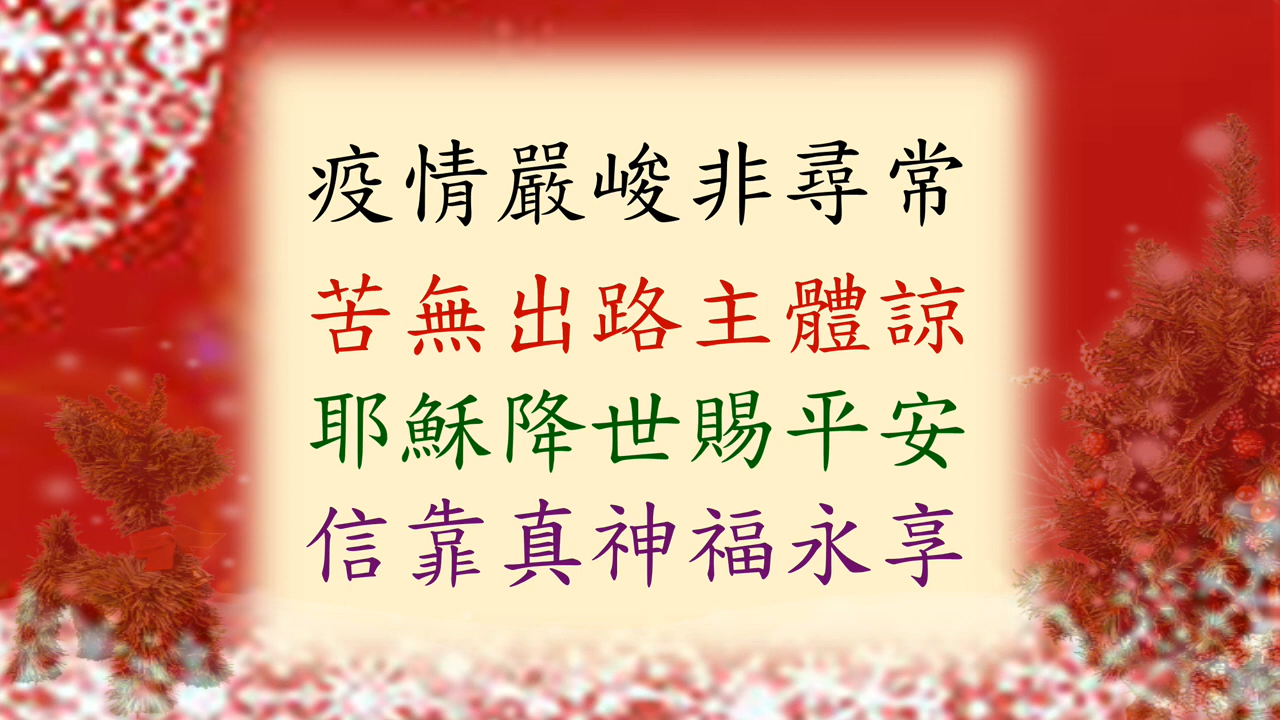 疫情嚴峻非尋常
苦無出路主體諒
耶穌降世賜平安
信靠真神福永享